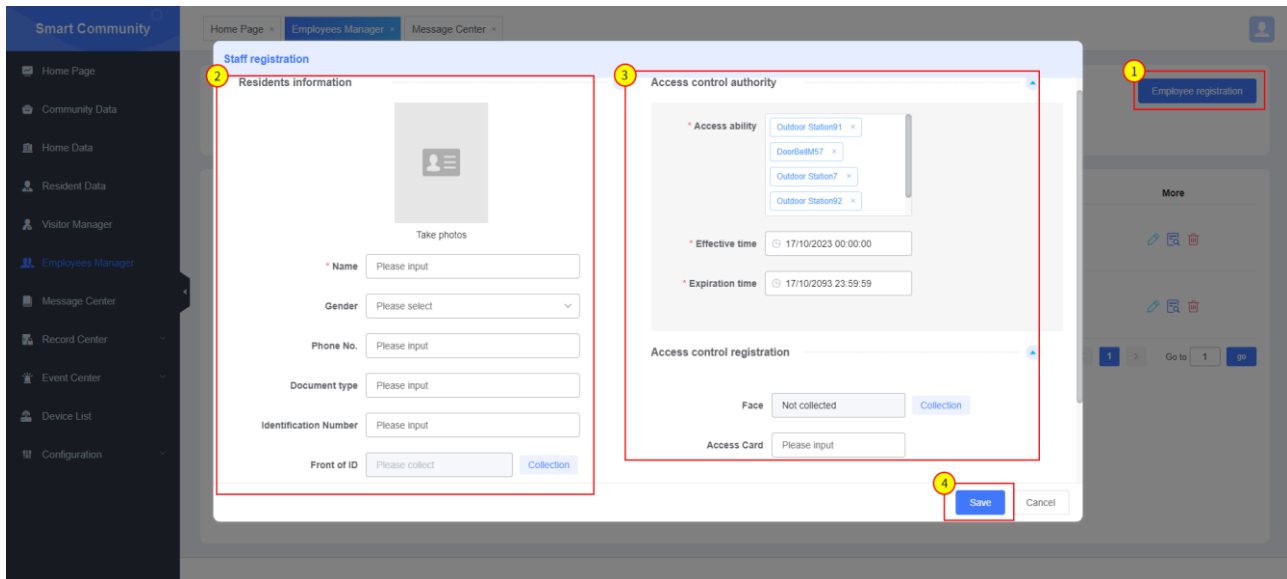 Smart Community
Home Page ×
Employees Manager ×
Message Center ×
Home Page
Community Data
Home Data
Resident Data
Visitor Manager
Employees Manager
Message Center
Record Center
Event Center
Device List
Configuration
1
Employee registration
More
1
Go to 1 go
Staff registration
2
Residents information
Take photos
* Name Please input
Gender Please select
Phone No. Please input
Document type Please input
Identification Number Please input
Front of ID Please collect Collection
3
Access control authority
* Access ability Outdoor Station91 ×
DoorBellM57 ×
Outdoor Station7 ×
Outdoor Station92 ×
* Effective time 17/10/2023 00:00:00
* Expiration time 17/10/2093 23:59:59
Access control registration
Face Not collected Collection
Access Card Please input
4
Save Cancel